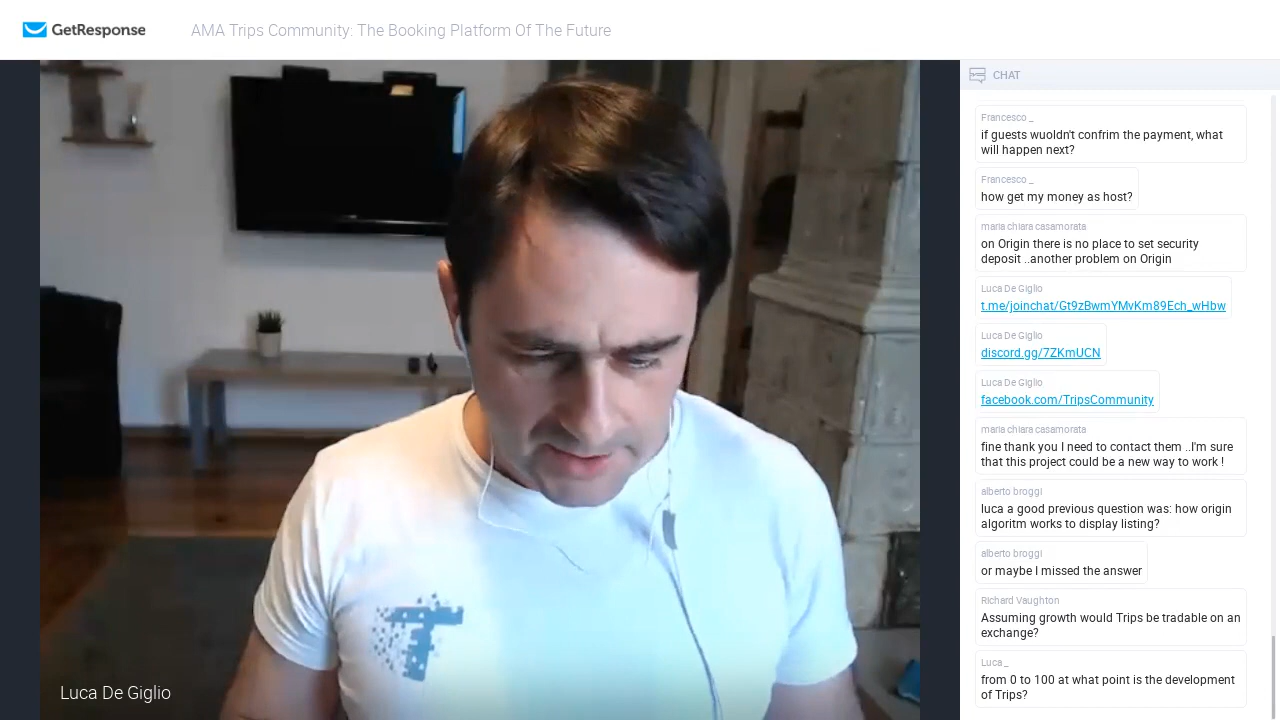 GetResponse
AMA Trips Community: The Booking Platform Of The Future
CHAT
Francesco _
if guests wuoldn't confrim the payment, what
will happen next?
Francesco _
how get my money as host?
maria chiara casamorata
on Origin there is no place to set security
deposit ..another problem on Origin
Luca De Giglio
t.me/joinchat/Gt9zBwmYMvKm89Ech_wHbw
Luca De Giglio
discord.gg/7ZKmUCN
Luca De Giglio
facebook.com/TripsCommunity
maria chiara casamorata
fine thank you I need to contact them ..I'm sure
that this project could be a new way to work !
alberto broggi
luca a good previous question was: how origin
algoritm works to display listing?
alberto broggi
or maybe I missed the answer
Richard Vaughton
Assuming growth would Trips be tradable on an
exchange?
Luca _
from 0 to 100 at what point is the development
of Trips?
T
Luca De Giglio